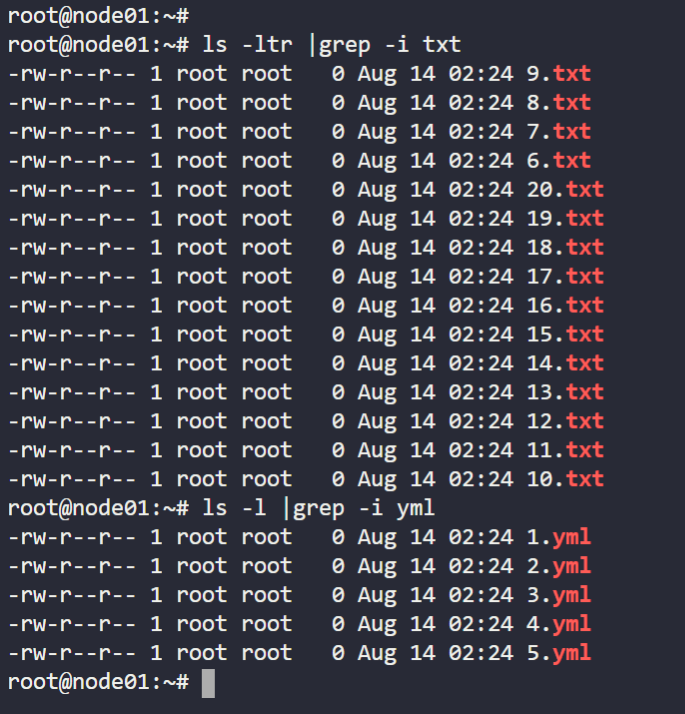 root@node01:~#
root@node01:~# ls -ltr |grep -i txt
-rw-r--r-- 1 root root   0 Aug 14 02:24 9.txt
-rw-r--r-- 1 root root   0 Aug 14 02:24 8.txt
-rw-r--r-- 1 root root   0 Aug 14 02:24 7.txt
-rw-r--r-- 1 root root   0 Aug 14 02:24 6.txt
-rw-r--r-- 1 root root   0 Aug 14 02:24 20.txt
-rw-r--r-- 1 root root   0 Aug 14 02:24 19.txt
-rw-r--r-- 1 root root   0 Aug 14 02:24 18.txt
-rw-r--r-- 1 root root   0 Aug 14 02:24 17.txt
-rw-r--r-- 1 root root   0 Aug 14 02:24 16.txt
-rw-r--r-- 1 root root   0 Aug 14 02:24 15.txt
-rw-r--r-- 1 root root   0 Aug 14 02:24 14.txt
-rw-r--r-- 1 root root   0 Aug 14 02:24 13.txt
-rw-r--r-- 1 root root   0 Aug 14 02:24 12.txt
-rw-r--r-- 1 root root   0 Aug 14 02:24 11.txt
-rw-r--r-- 1 root root   0 Aug 14 02:24 10.txt
root@node01:~# ls -l |grep -i yml
-rw-r--r-- 1 root root   0 Aug 14 02:24 1.yml
-rw-r--r-- 1 root root   0 Aug 14 02:24 2.yml
-rw-r--r-- 1 root root   0 Aug 14 02:24 3.yml
-rw-r--r-- 1 root root   0 Aug 14 02:24 4.yml
-rw-r--r-- 1 root root   0 Aug 14 02:24 5.yml
root@node01:~#